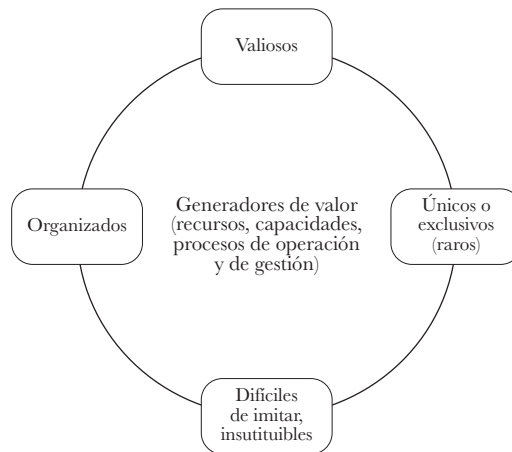 Valiosos
Organizados
Generadores de valor
(recursos, capacidades,
procesos de operación
y de gestión)
Únicos o
exclusivos
(raros)
Difíciles
de imitar,
insutituibles